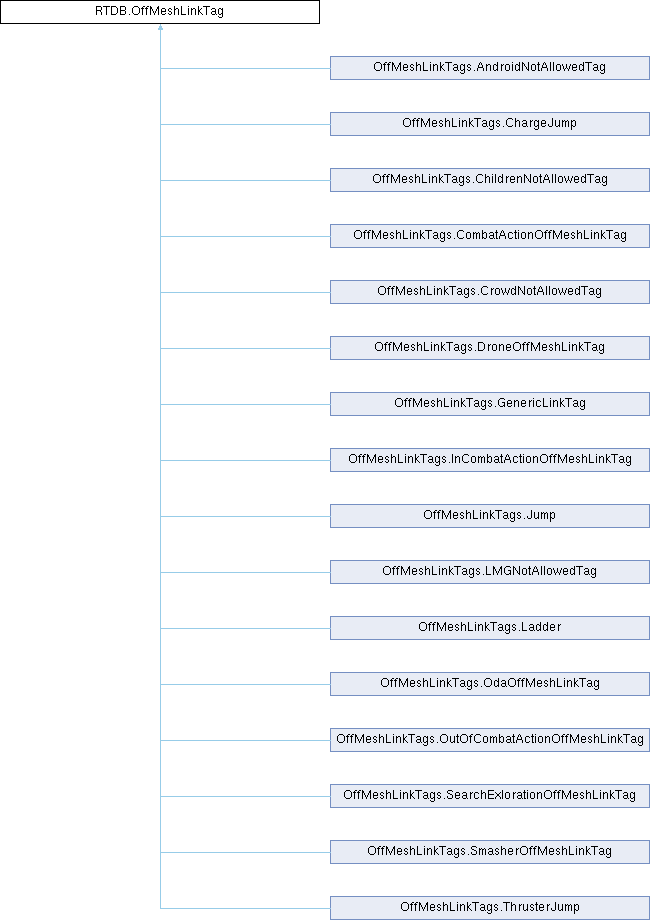 RTDB.OffMeshLinkTag
OffMeshLinkTags.AndroidNotAllowedTag
OffMeshLinkTags.ChargeJump
OffMeshLinkTags.ChildrenNotAllowedTag
OffMeshLinkTags.CombatActionOffMeshLinkTag
OffMeshLinkTags.CrowdNotAllowedTag
OffMeshLinkTags.DroneOffMeshLinkTag
OffMeshLinkTags.GenericLinkTag
OffMeshLinkTags.InCombatActionOffMeshLinkTag
OffMeshLinkTags.Jump
OffMeshLinkTags.LMGNotAllowedTag
OffMeshLinkTags.Ladder
OffMeshLinkTags.OdaOffMeshLinkTag
OffMeshLinkTags.OutOfCombatActionOffMeshLinkTag
OffMeshLinkTags.SearchExlorationOffMeshLinkTag
OffMeshLinkTags.SmasherOffMeshLinkTag
OffMeshLinkTags.ThrusterJump